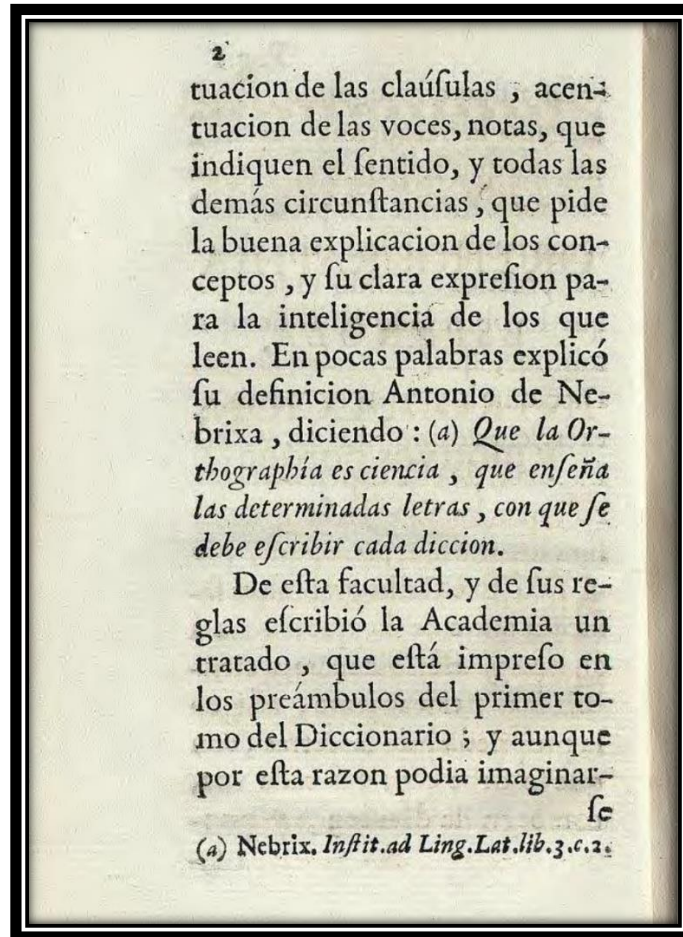 2
tuacion de las claúſulas , acen-
tuacion de las voces, notas, que
indiquen el ſentido, y todas las
demás circunſtancias , que pide
la buena explicacion de los con-
ceptos , y ſu clara expreſion pa-
ra la inteligencia de los que
leen. En pocas palabras explicó
ſu definicion Antonio de Ne-
brixa , diciendo : (a) Que la Or-
thographía es ciencia , que enſeña
las determinadas letras , con que ſe
debe eſcribir cada diccion.
De eſta facultad, y de ſus re-
glas eſcribió la Academia un
tratado , que eſtá impreſo en
los preámbulos del primer to-
mo del Diccionario ; y aunque
por eſta razon podia imaginar-
ſe
(a) Nebrix. Inſtit.ad Ling.Lat.lib.3.c.2.